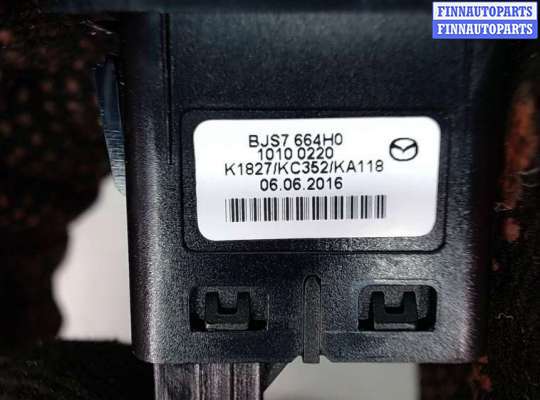 FINNAUTOPARTS
FINNAUTOPARTS
BJS7 664H0
1010 0220
K1827/KC352/KA118
06.06.2016